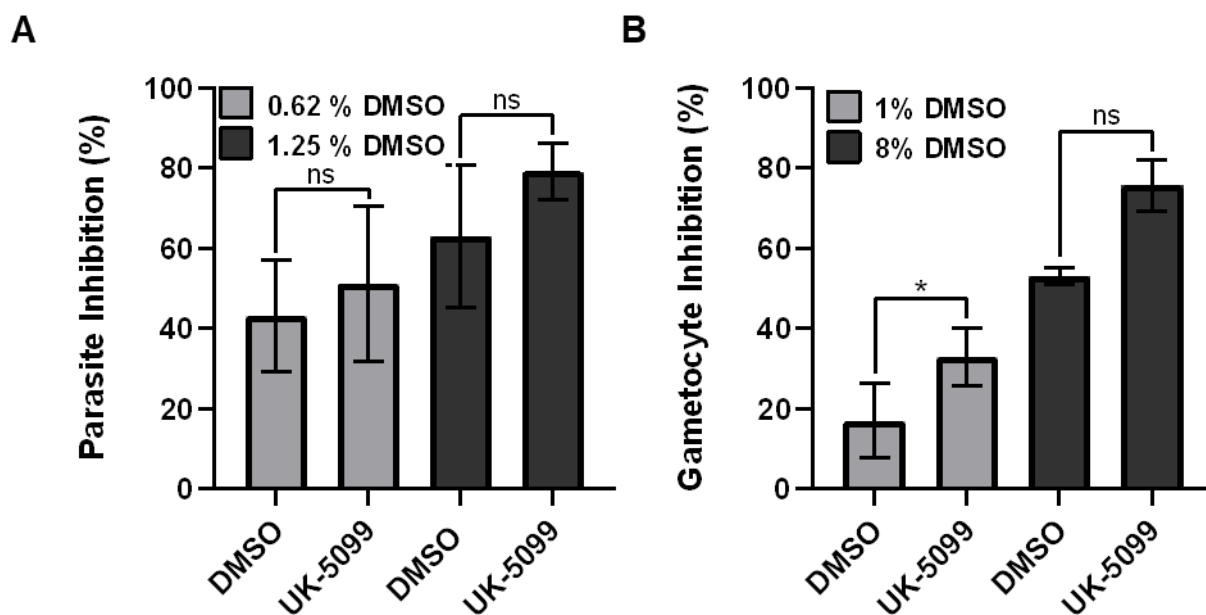 A
Parasite Inhibition (%)
100
80
60
40
20
0
0.62 % DMSO
1.25 % DMSO
ns
ns
DMSO
UK-5099
DMSO
UK-5099
B
Gametocyte Inhibition (%)
100
80
60
40
20
0
1% DMSO
8% DMSO
*
ns
DMSO
UK-5099
DMSO
UK-5099